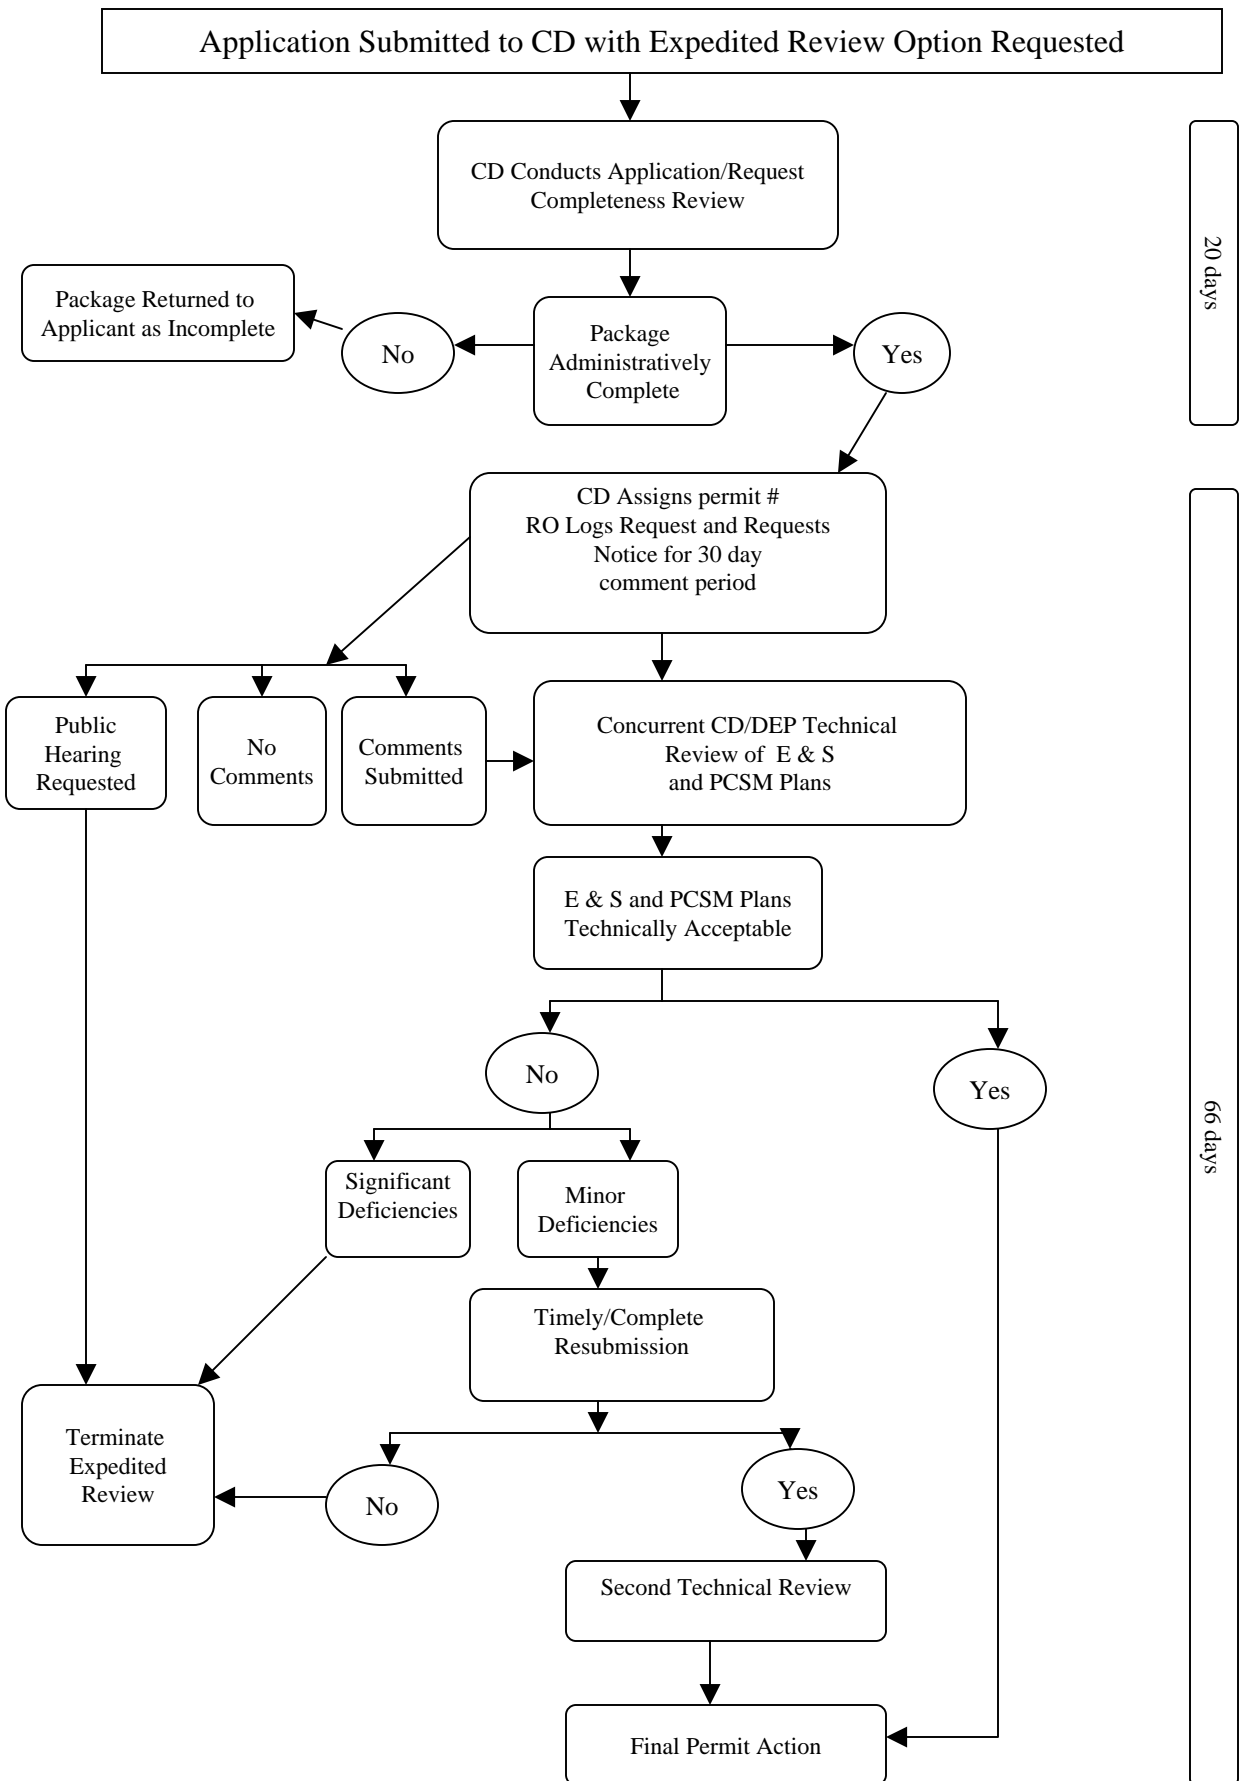 Application Submitted to CD with Expedited Review Option Requested
CD Conducts Application/Request
Completeness Review
20 days
Package Returned to
Applicant as Incomplete
No
Package
Administratively
Complete
Yes
CD Assigns permit #
RO Logs Request and Requests
Notice for 30 day
comment period
Public
Hearing
Requested
No
Comments
Comments
Submitted
Concurrent CD/DEP Technical
Review of E & S
and PCSM Plans
E & S and PCSM Plans
Technically Acceptable
No
Yes
66 days
Significant
Deficiencies
Minor
Deficiencies
Timely/Complete
Resubmission
Terminate
Expedited
Review
No
Yes
Second Technical Review
Final Permit Action